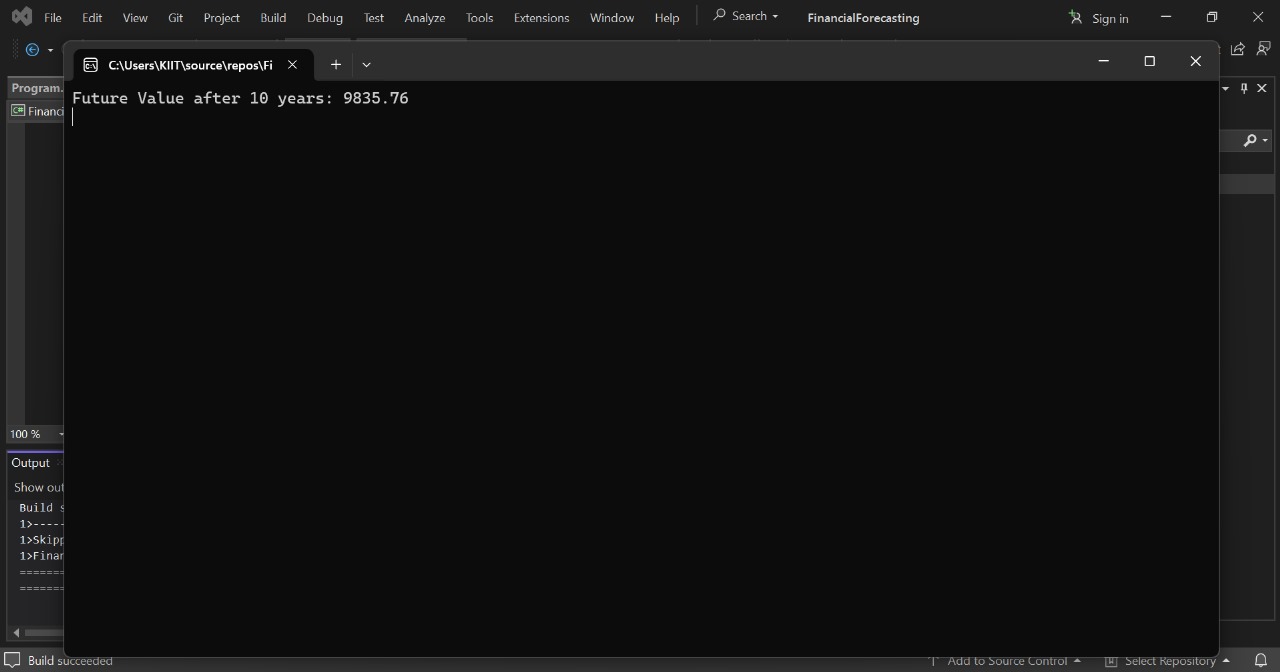 File Edit View Git Project Build Debug Test Analyze Tools Extensions Window Help Search FinancialForecasting Sign in
C:\Users\KIIT\source\repos\Fi
Program.
Future Value after 10 years: 9835.76
Financi
100 %
Output
Show out
Build s
1>-----
1>Skipp
1>Finan
=======
=======
Build succeeded Add to Source Control Select Repository